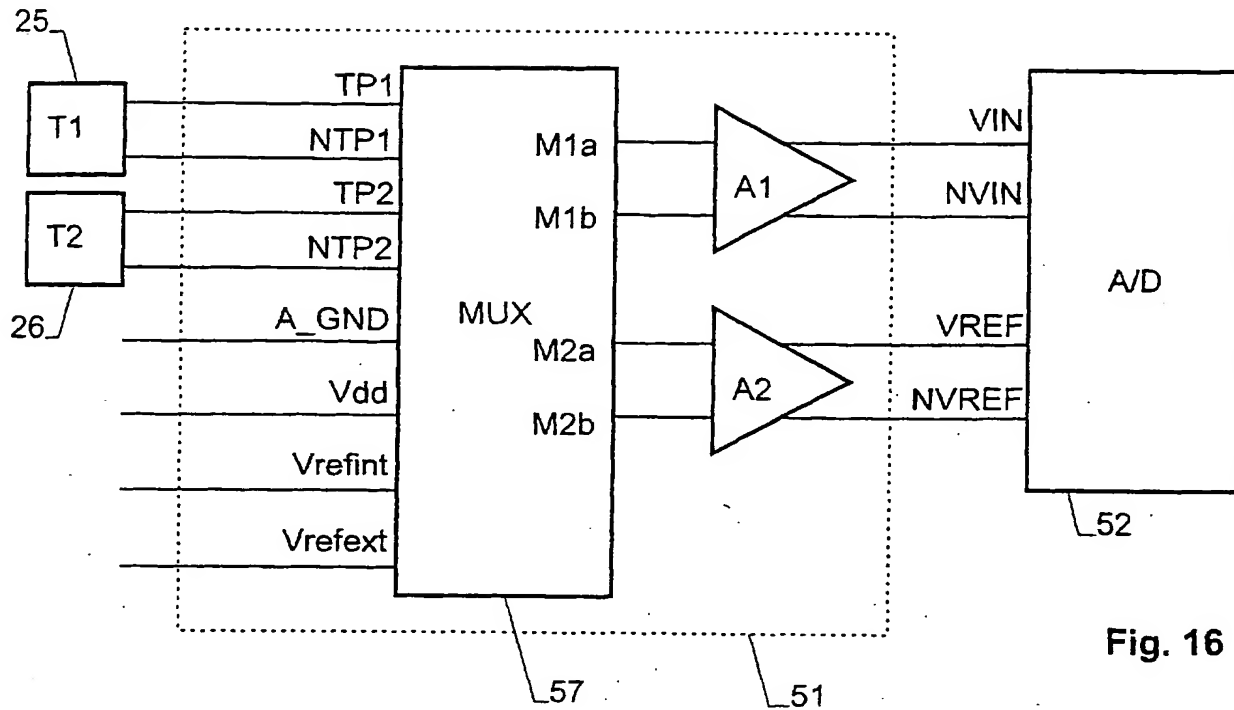 25
T1
TP1
NTP1
T2
TP2
NTP2
26
A_GND
Vdd
Vrefint
Vrefext
MUX
M1a
M1b
M2a
M2b
A1
A2
VIN
NVIN
VREF
NVREF
A/D
52
57
51
Fig. 16